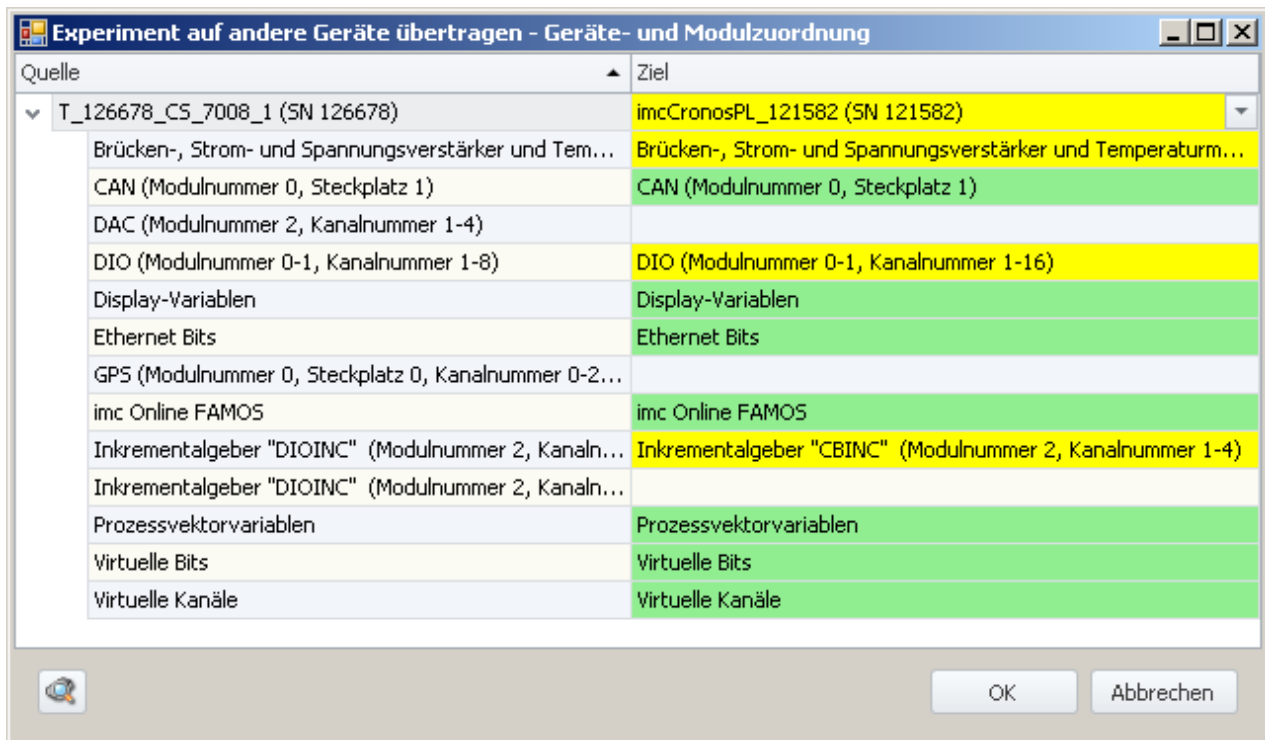 Experiment auf andere Geräte übertragen - Geräte- und Modulzuordnung
Quelle Ziel
T_126678_CS_7008_1 (SN 126678) imcCronosPL_121582 (SN 121582)
Brücken-, Strom- und Spannungsverstärker und Tem... Brücken-, Strom- und Spannungsverstärker und Temperaturm...
CAN (Modulnummer 0, Steckplatz 1) CAN (Modulnummer 0, Steckplatz 1)
DAC (Modulnummer 2, Kanalnummer 1-4)
DIO (Modulnummer 0-1, Kanalnummer 1-8) DIO (Modulnummer 0-1, Kanalnummer 1-16)
Display-Variablen Display-Variablen
Ethernet Bits Ethernet Bits
GPS (Modulnummer 0, Steckplatz 0, Kanalnummer 0-2...
imc Online FAMOS imc Online FAMOS
Inkrementalgeber "DIOINC" (Modulnummer 2, Kanaln... Inkrementalgeber "CBINC" (Modulnummer 2, Kanalnummer 1-4)
Inkrementalgeber "DIOINC" (Modulnummer 2, Kanaln...
Prozessvektorvariablen Prozessvektorvariablen
Virtuelle Bits Virtuelle Bits
Virtuelle Kanäle Virtuelle Kanäle
OK Abbrechen